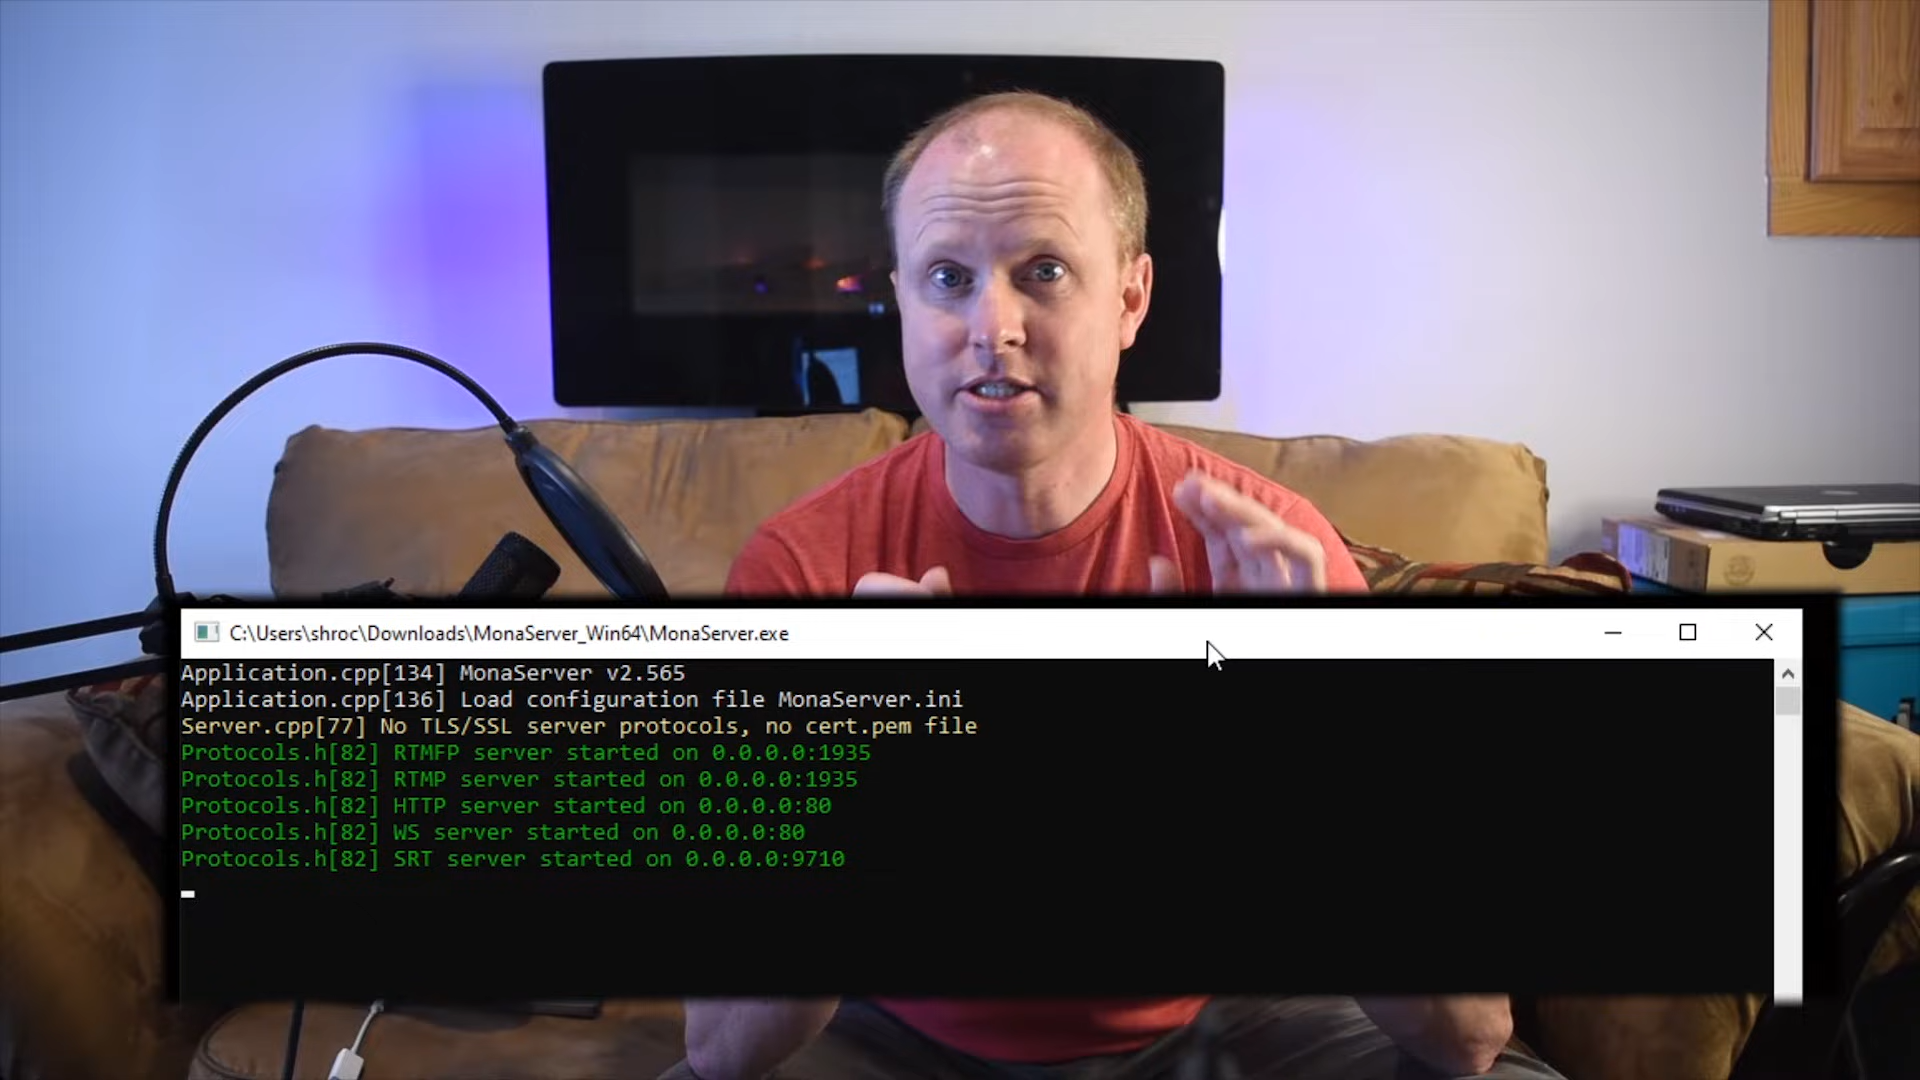 C:\Users\shroc\Downloads\MonaServer_Win64\MonaServer.exe
Application.cpp[134] MonaServer v2.565
Application.cpp[136] Load configuration file MonaServer.ini
Server.cpp[77] No TLS/SSL server protocols, no cert.pem file
Protocols.h[82] RTMFP server started on 0.0.0.0:1935
Protocols.h[82] RTMP server started on 0.0.0.0:1935
Protocols.h[82] HTTP server started on 0.0.0.0:80
Protocols.h[82] WS server started on 0.0.0.0:80
Protocols.h[82] SRT server started on 0.0.0.0:9710